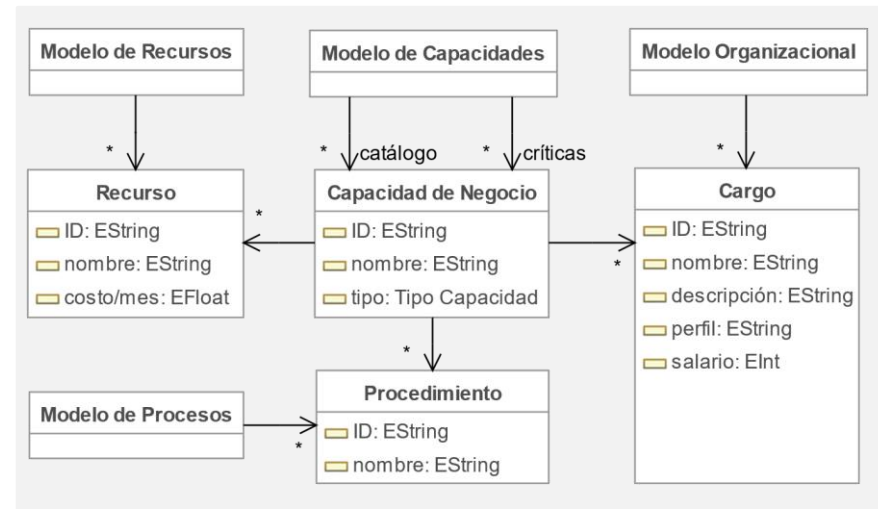 Modelo de Recursos
Modelo de Capacidades
Modelo Organizacional
*
* catálogo
* críticas
*
Recurso
ID: EString
nombre: EString
costo/mes: EFloat
*
Capacidad de Negocio
ID: EString
nombre: EString
tipo: Tipo Capacidad
*
Cargo
ID: EString
nombre: EString
descripción: EString
perfil: EString
salario: EInt
*
Modelo de Procesos
*
Procedimiento
ID: EString
nombre: EString